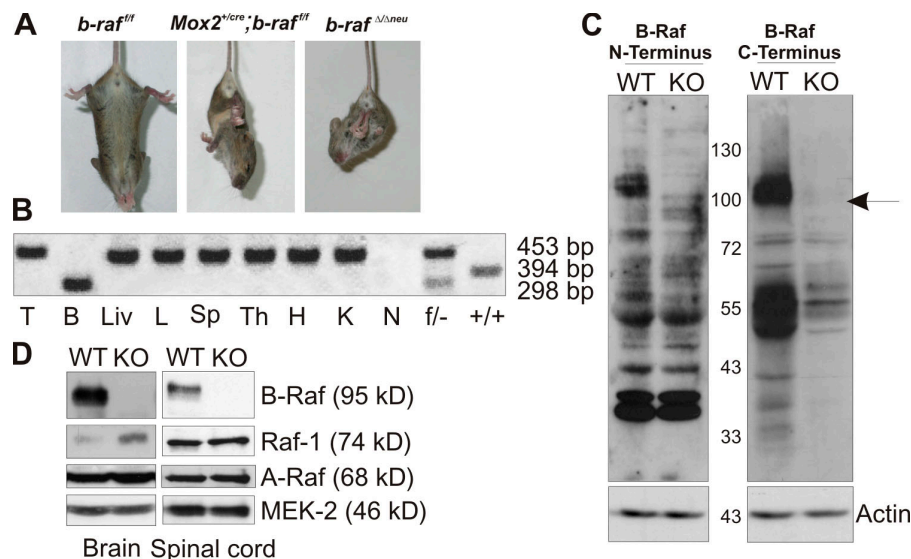 A
b-raf f/f
Mox2 +/cre ; b-raf f/f
b-raf Δ/Δneu
B
453 bp
394 bp
298 bp
T B Liv L Sp Th H K N f/- +/+
C
B-Raf N-Terminus
B-Raf C-Terminus
WT KO
WT KO
130
100
72
55
43
33
43
Actin
D
WT KO WT KO
B-Raf (95 kD)
Raf-1 (74 kD)
A-Raf (68 kD)
MEK-2 (46 kD)
Brain Spinal cord